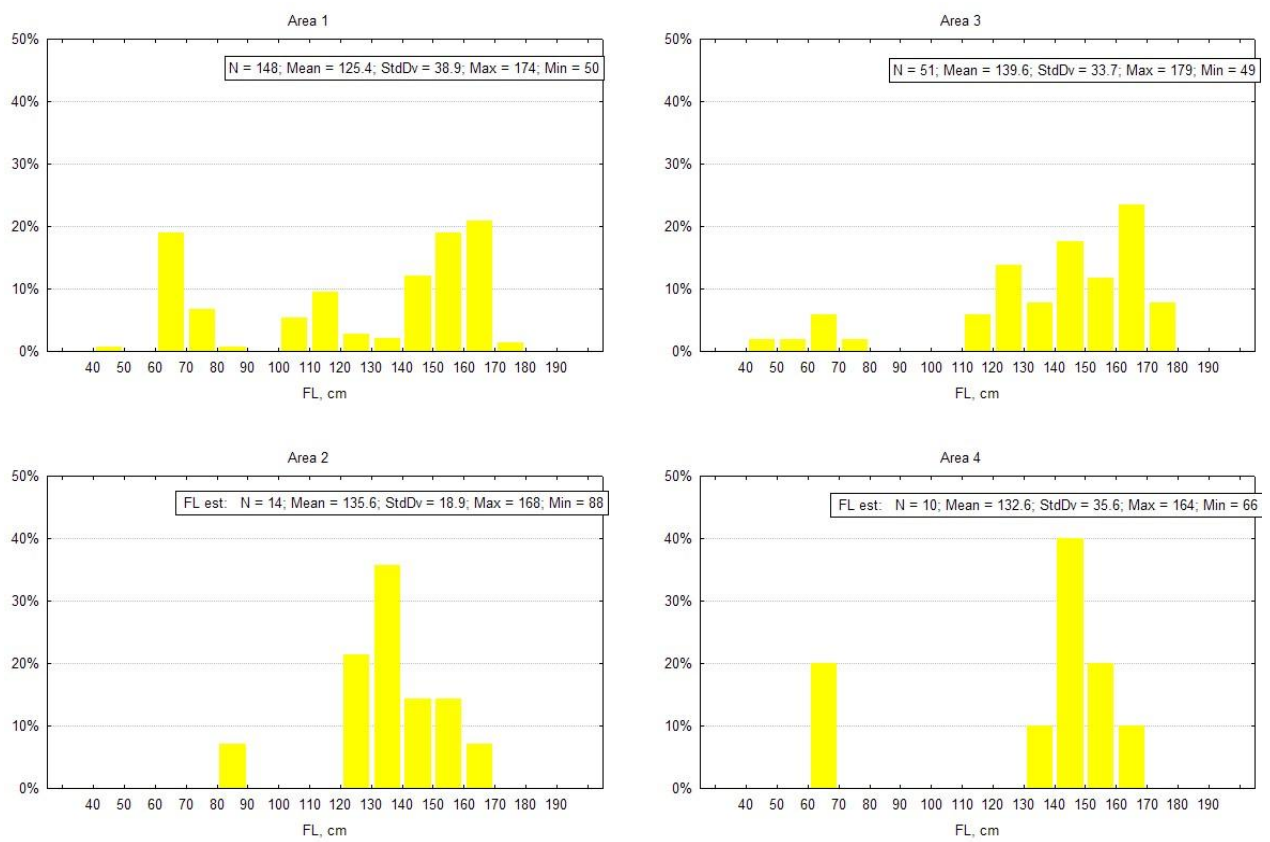 Area 1
N = 148; Mean = 125.4; StdDv = 38.9; Max = 174; Min = 50
50%
40%
30%
20%
10%
0%
40 50 60 70 80 90 100 110 120 130 140 150 160 170 180 190
FL, cm
Area 3
N = 51; Mean = 139.6; StdDv = 33.7; Max = 179; Min = 49
50%
40%
30%
20%
10%
0%
40 50 60 70 80 90 100 110 120 130 140 150 160 170 180 190
FL, cm
Area 2
FL est: N = 14; Mean = 135.6; StdDv = 18.9; Max = 168; Min = 88
50%
40%
30%
20%
10%
0%
40 50 60 70 80 90 100 110 120 130 140 150 160 170 180 190
FL, cm
Area 4
FL est: N = 10; Mean = 132.6; StdDv = 35.6; Max = 164; Min = 66
50%
40%
30%
20%
10%
0%
40 50 60 70 80 90 100 110 120 130 140 150 160 170 180 190
FL, cm